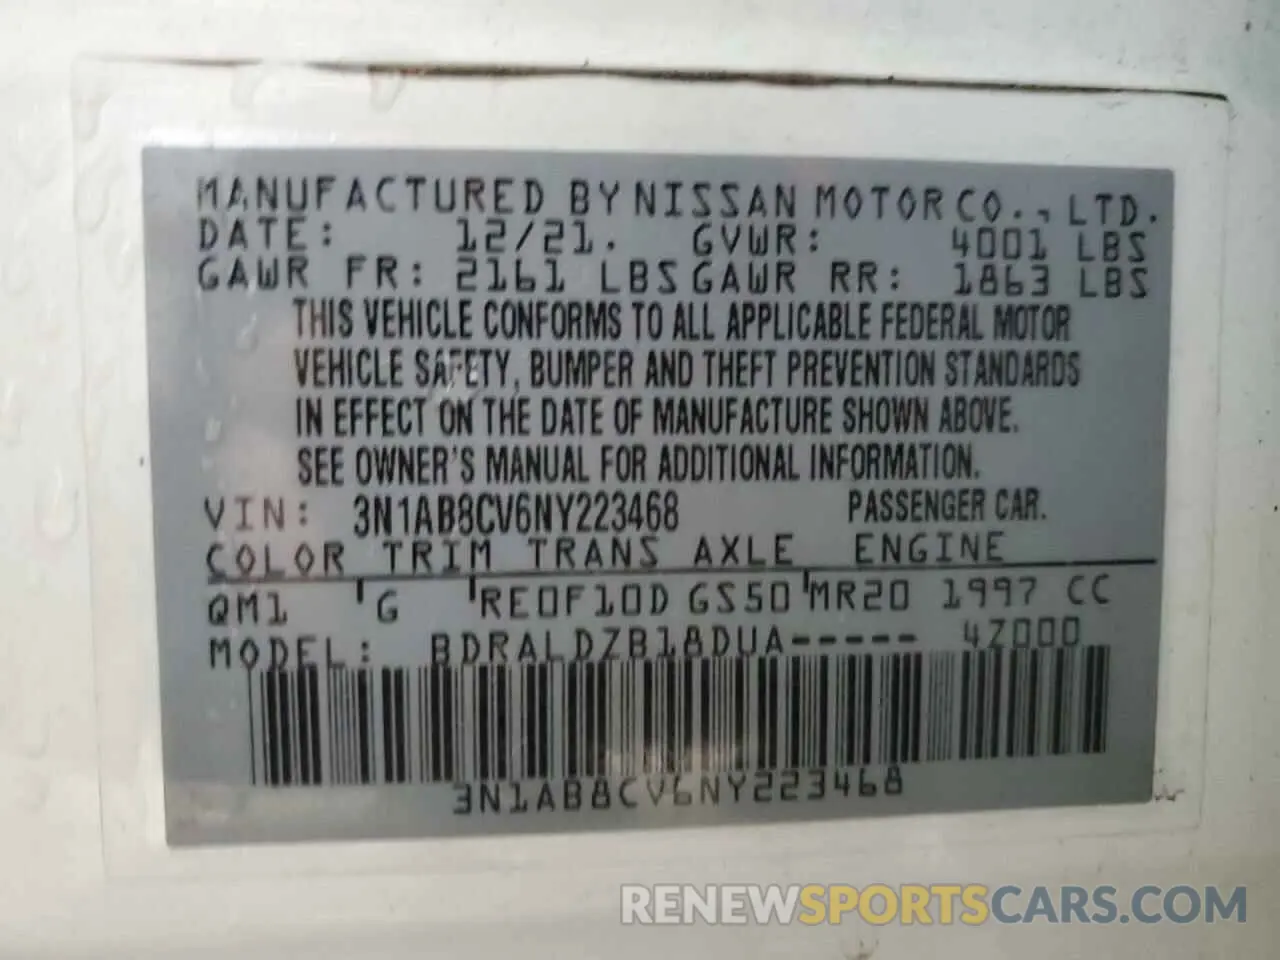 MANUFACTURED BY NISSAN MOTOR CO., LTD.
DATE: 12/21. GVWR: 4001 LBS
GAWR FR: 2161 LBS GAWR RR: 1863 LBS
THIS VEHICLE CONFORMS TO ALL APPLICABLE FEDERAL MOTOR
VEHICLE SAFETY, BUMPER AND THEFT PREVENTION STANDARDS
IN EFFECT ON THE DATE OF MANUFACTURE SHOWN ABOVE.
SEE OWNER'S MANUAL FOR ADDITIONAL INFORMATION.
VIN: 3N1AB8CV6NY223468 PASSENGER CAR.
COLOR TRIM TRANS AXLE ENGINE
QM1 G RE0F10D GS50 MR20 1997 CC
MODEL: BDRALDZB18DUA----- 4Z000
3N1AB8CV6NY223468
RENEWSPORTSCARS.COM